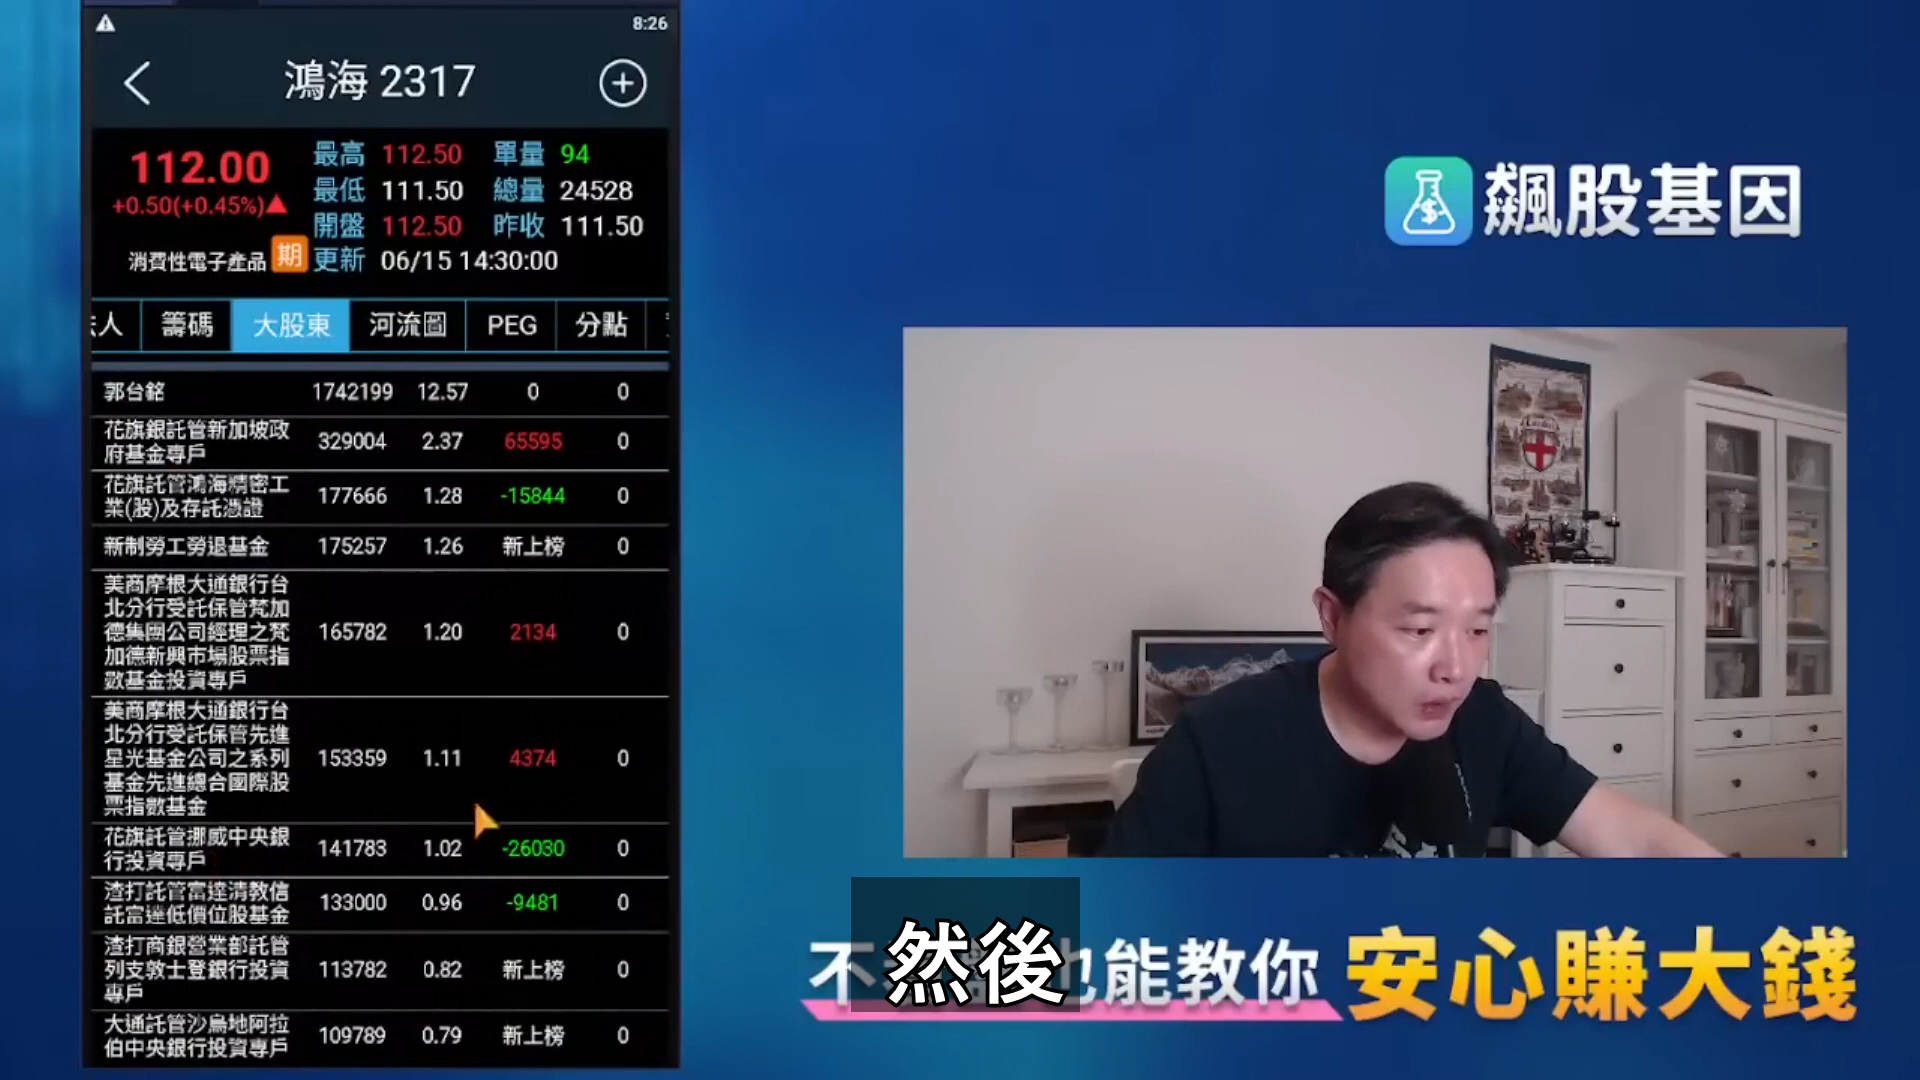 8:26
鴻海 2317
112.00
+0.50(+0.45%)▲
消費性電子產品 期
最高 112.50 單量 94
最低 111.50 總量 24528
開盤 112.50 昨收 111.50
更新 06/15 14:30:00
人 籌碼 大股東 河流圖 PEG 分點
郭台銘 1742199 12.57 0 0
花旗銀託管新加坡政
府基金專戶 329004 2.37 65595 0
花旗託管鴻海精密工
業(股)及存託憑證 177666 1.28 -15844 0
新制勞工勞退基金 175257 1.26 新上榜 0
美商摩根大通銀行台
北分行受託保管梵加
德集團公司經理之梵 165782 1.20 2134 0
加德新興市場股票指
數基金投資專戶
美商摩根大通銀行台
北分行受託保管先進
星光基金公司之系列 153359 1.11 4374 0
基金先進總合國際股
票指數基金
花旗託管挪威中央銀
行投資專戶 141783 1.02 -26030 0
渣打託管富達清教信
託富達低價位股基金 133000 0.96 -9481 0
渣打商銀營業部託管
列支敦士登銀行投資 113782 0.82 新上榜 0
專戶
大通託管沙烏地阿拉
伯中央銀行投資專戶 109789 0.79 新上榜 0
飆股基因
London
不 也能教你 安心賺大錢
然後